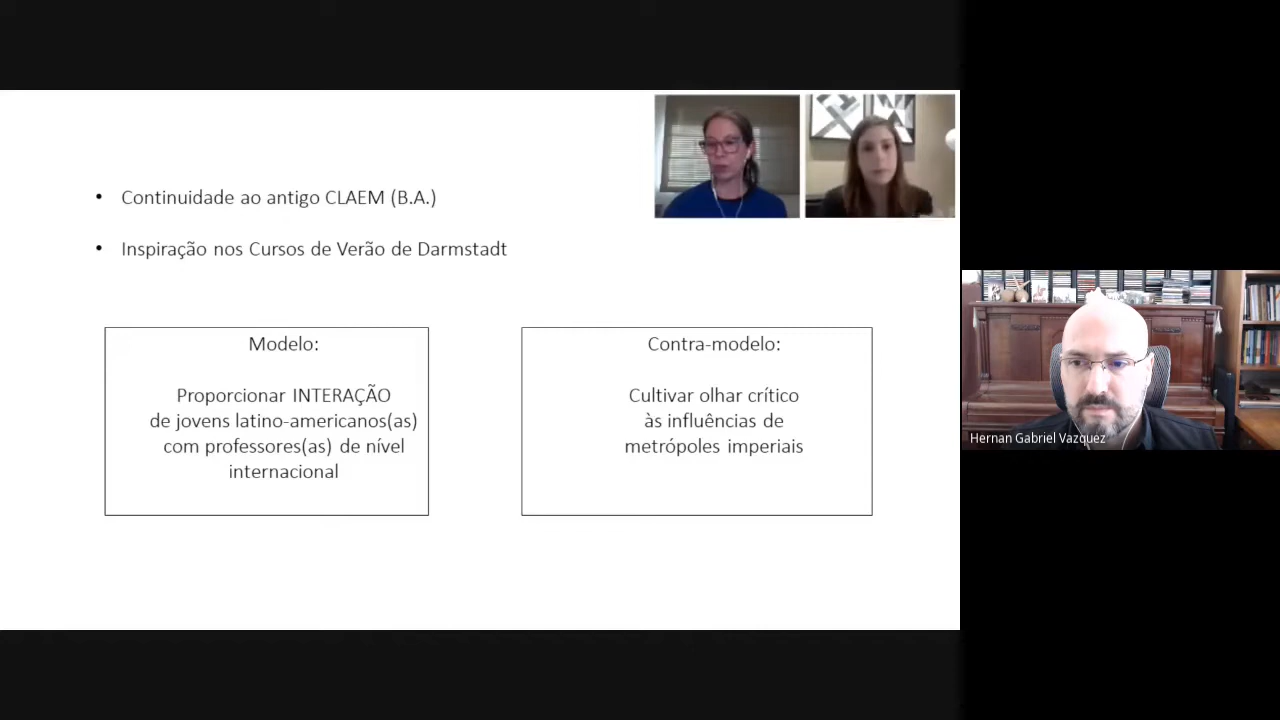 • Continuidade ao antigo CLAEM (B.A.)
• Inspiração nos Cursos de Verão de Darmstadt
Modelo:
Proporcionar INTERAÇÃO
de jovens latino-americanos(as)
com professores(as) de nível
internacional
Contra-modelo:
Cultivar olhar crítico
às influências de
metrópoles imperiais
Hernan Gabriel Vazquez